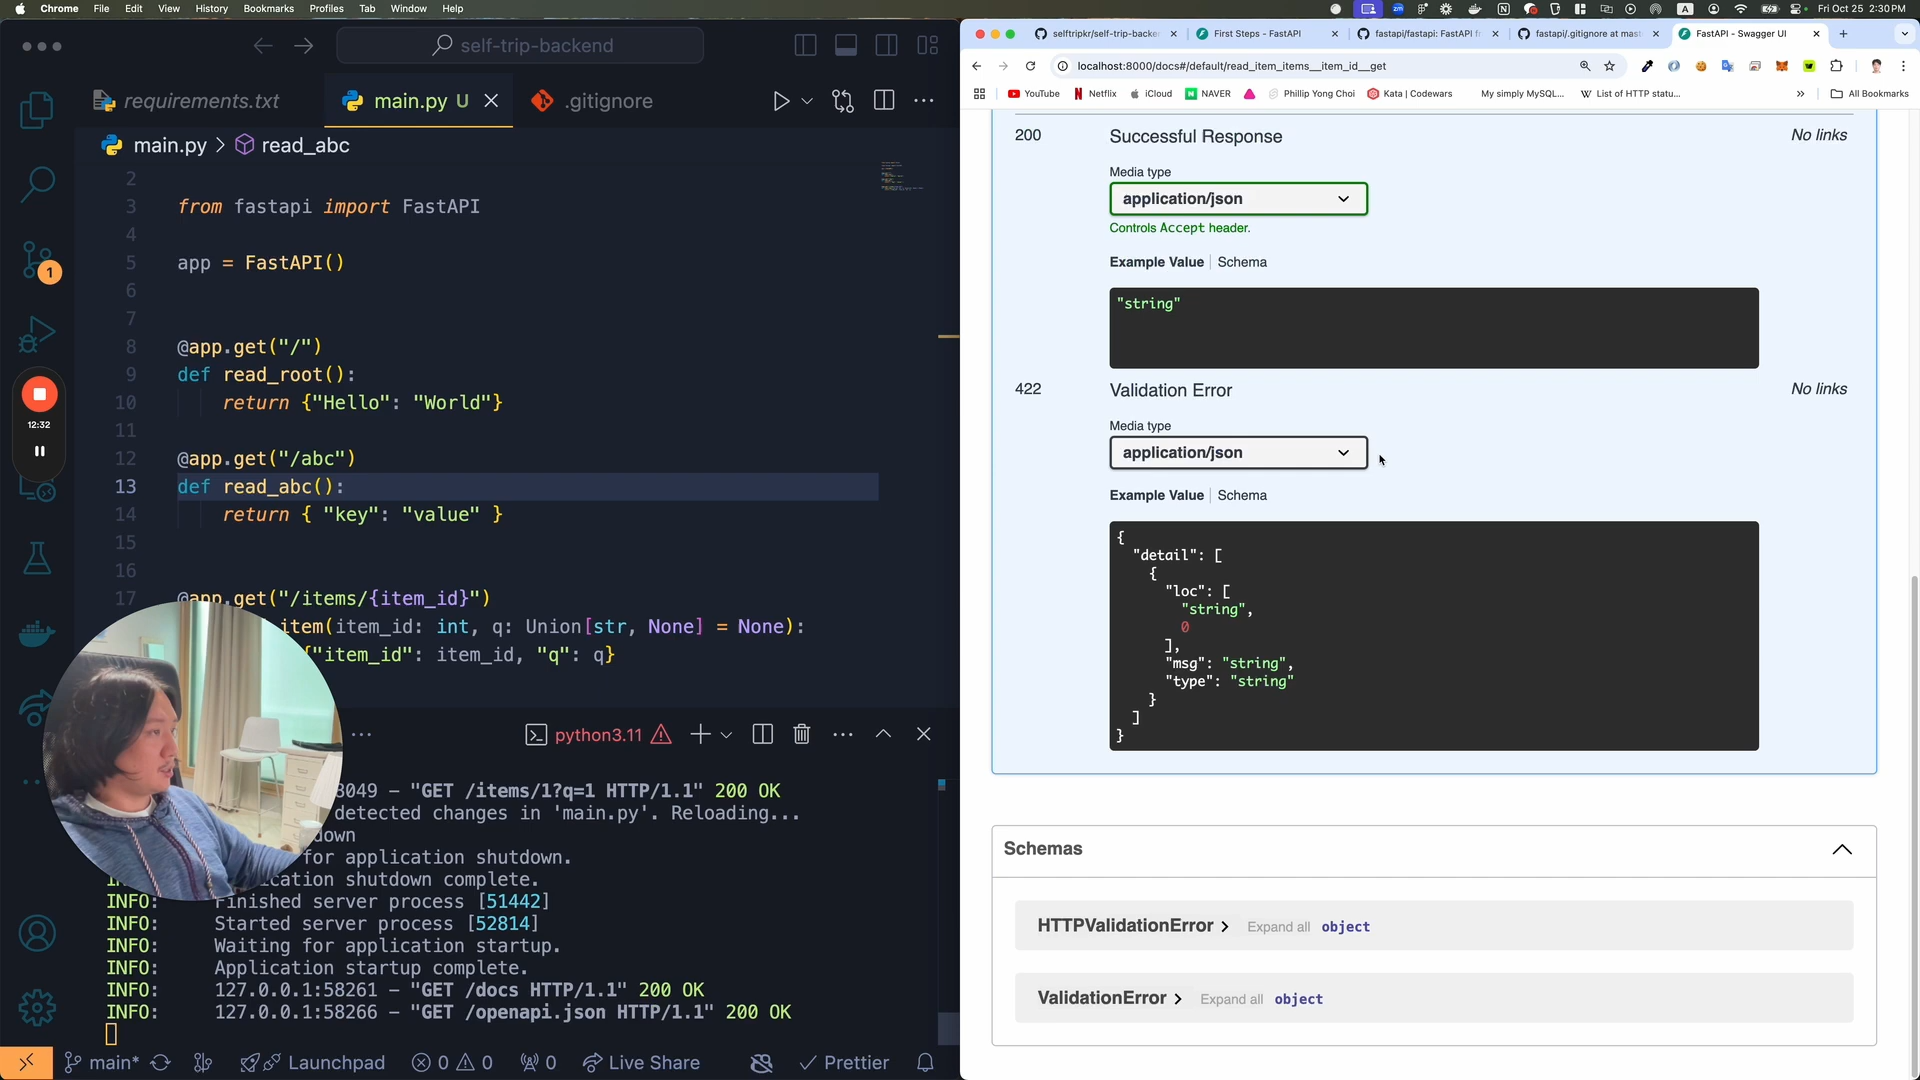 Chrome File Edit View History Bookmarks Profiles Tab Window Help
Fri Oct 25 2:30 PM
self-trip-backend
requirements.txt
main.py U
.gitignore
main.py > read_abc
2
3 from fastapi import FastAPI
4
5 app = FastAPI()
6
7
8 @app.get("/")
9 def read_root():
10 return {"Hello": "World"}
11
12 @app.get("/abc")
13 def read_abc():
14 return { "key": "value" }
15
16
17 @app.get("/items/{item_id}")
item(item_id: int, q: Union[str, None] = None):
"item_id": item_id, "q": q}
12:32
1
python3.11
8049 - "GET /items/1?q=1 HTTP/1.1" 200 OK
detected changes in 'main.py'. Reloading...
down
for application shutdown.
ication shutdown complete.
INFO: Finished server process [51442]
INFO: Started server process [52814]
INFO: Waiting for application startup.
INFO: Application startup complete.
INFO: 127.0.0.1:58261 - "GET /docs HTTP/1.1" 200 OK
INFO: 127.0.0.1:58266 - "GET /openapi.json HTTP/1.1" 200 OK
main* Launchpad 0 0 0 Live Share Prettier
selftripkr/self-trip-backe
First Steps - FastAPI
fastapi/fastapi: FastAPI f
fastapi/.gitignore at mast
FastAPI - Swagger UI
localhost:8000/docs#/default/read_item_items__item_id__get
YouTube Netflix iCloud NAVER Phillip Yong Choi Kata | Codewars My simply MySQL... List of HTTP statu... All Bookmarks
200 Successful Response No links
Media type
application/json
Controls Accept header.
Example Value Schema
"string"
422 Validation Error No links
Media type
application/json
Example Value Schema
{
"detail": [
{
"loc": [
"string",
0
],
"msg": "string",
"type": "string"
}
]
}
Schemas
HTTPValidationError > Expand all object
ValidationError > Expand all object